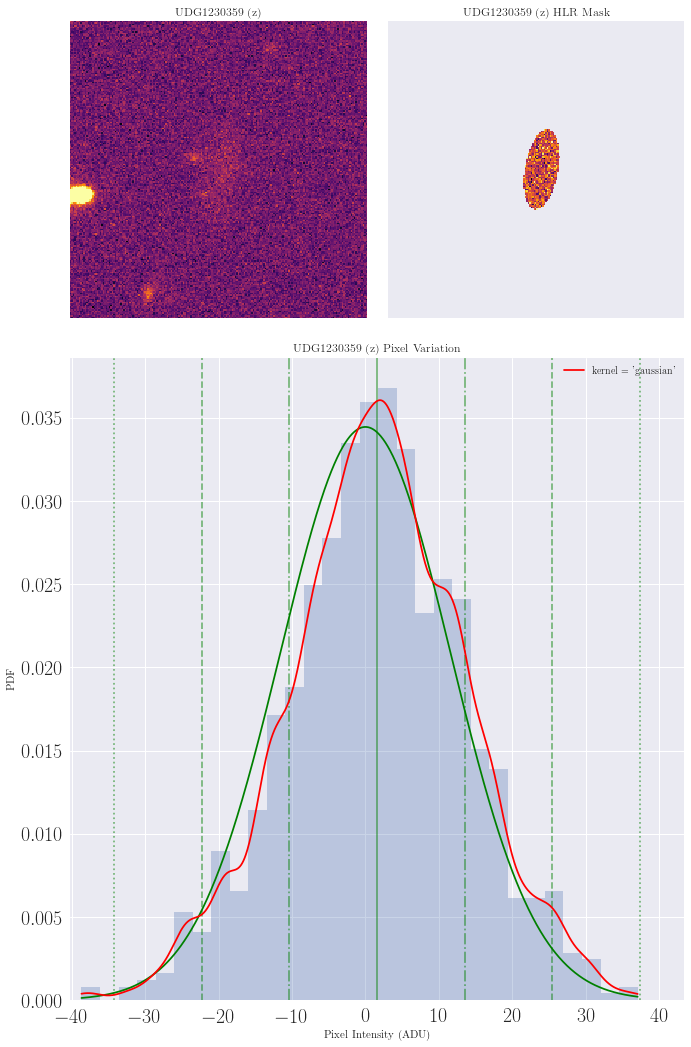 UDG1230359 (z)
UDG1230359 (z) HLR Mask
UDG1230359 (z) Pixel Variation
kernel = 'gaussian'
PDF
0.035
0.030
0.025
0.020
0.015
0.010
0.005
0.000
−40 −30 −20 −10 0 10 20 30 40
Pixel Intensity (ADU)